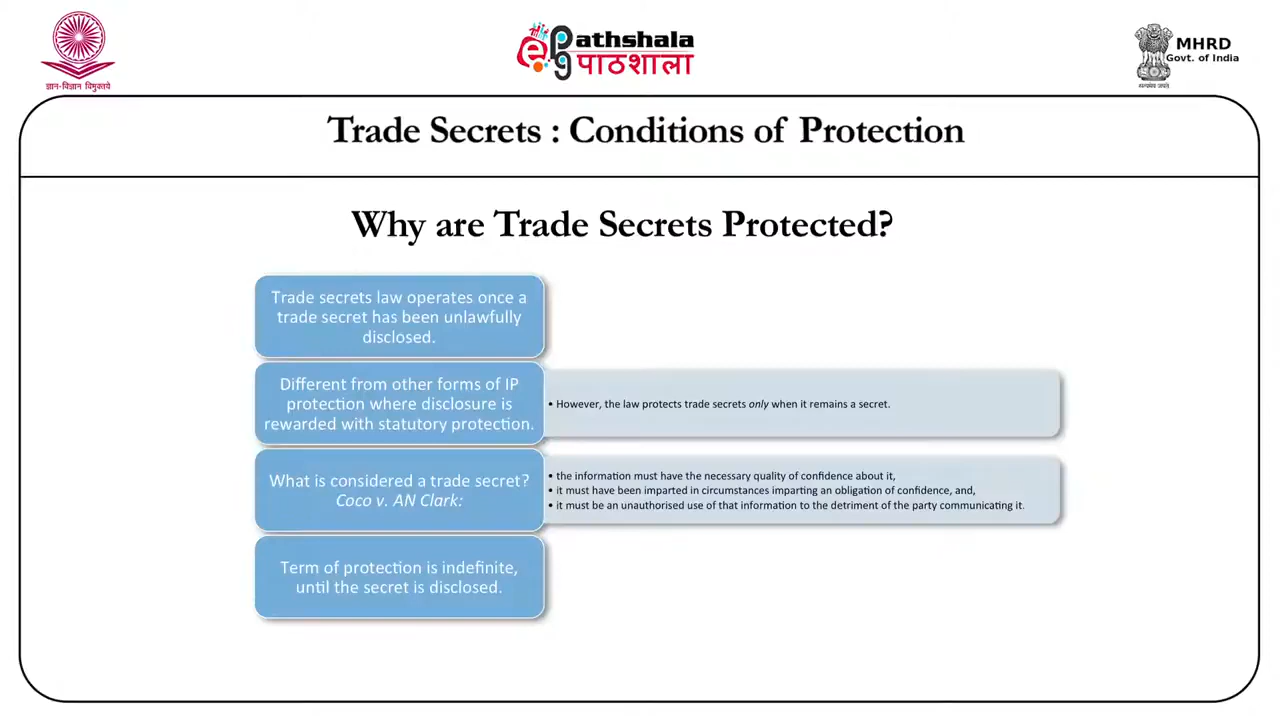 ज्ञान-विज्ञान विमुक्तये
ePG Pathshala
पाठशाला
MHRD
Govt. of India
सत्यमेव जयते
Trade Secrets : Conditions of Protection
Why are Trade Secrets Protected?
Trade secrets law operates once a
trade secret has been unlawfully
disclosed.
Different from other forms of IP
protection where disclosure is
rewarded with statutory protection.
• However, the law protects trade secrets only when it remains a secret.
What is considered a trade secret?
Coco v. AN Clark:
• the information must have the necessary quality of confidence about it,
• it must have been imparted in circumstances imparting an obligation of confidence, and,
• it must be an unauthorised use of that information to the detriment of the party communicating it.
Term of protection is indefinite,
until the secret is disclosed.